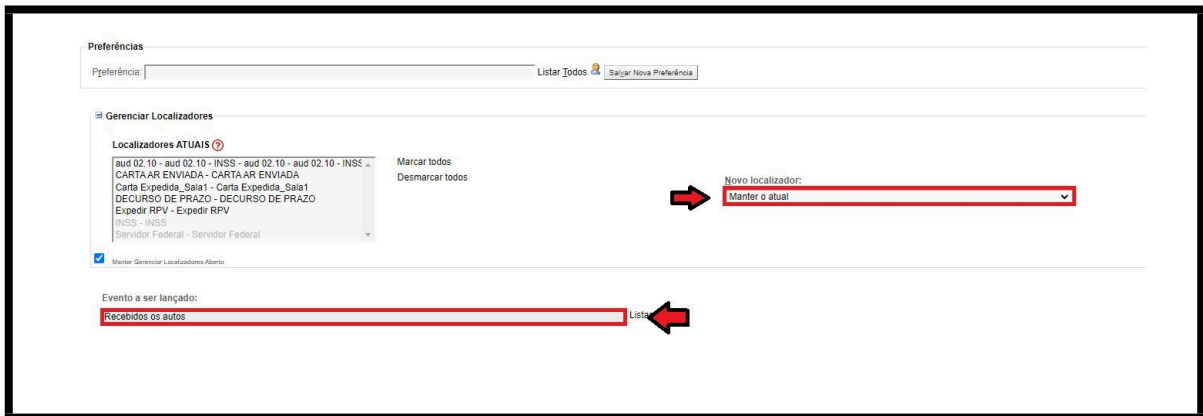 Preferências
Preferência:
Listar Todos
Salvar Nova Preferência
Gerenciar Localizadores
Localizadores ATUAIS ?
aud 02.10 - aud 02.10 - INSS - aud 02.10 - aud 02.10 - INSS
CARTA AR ENVIADA - CARTA AR ENVIADA
Carta Expedida_Sala1 - Carta Expedida_Sala1
DECURSO DE PRAZO - DECURSO DE PRAZO
Expedir RPV - Expedir RPV
INSS - INSS
Servidor Federal - Servidor Federal
Marcar todos
Desmarcar todos
Novo localizador:
Manter o atual
Manter Gerenciar Localizadores Aberto
Evento a ser lançado:
Recebidos os autos
Listar